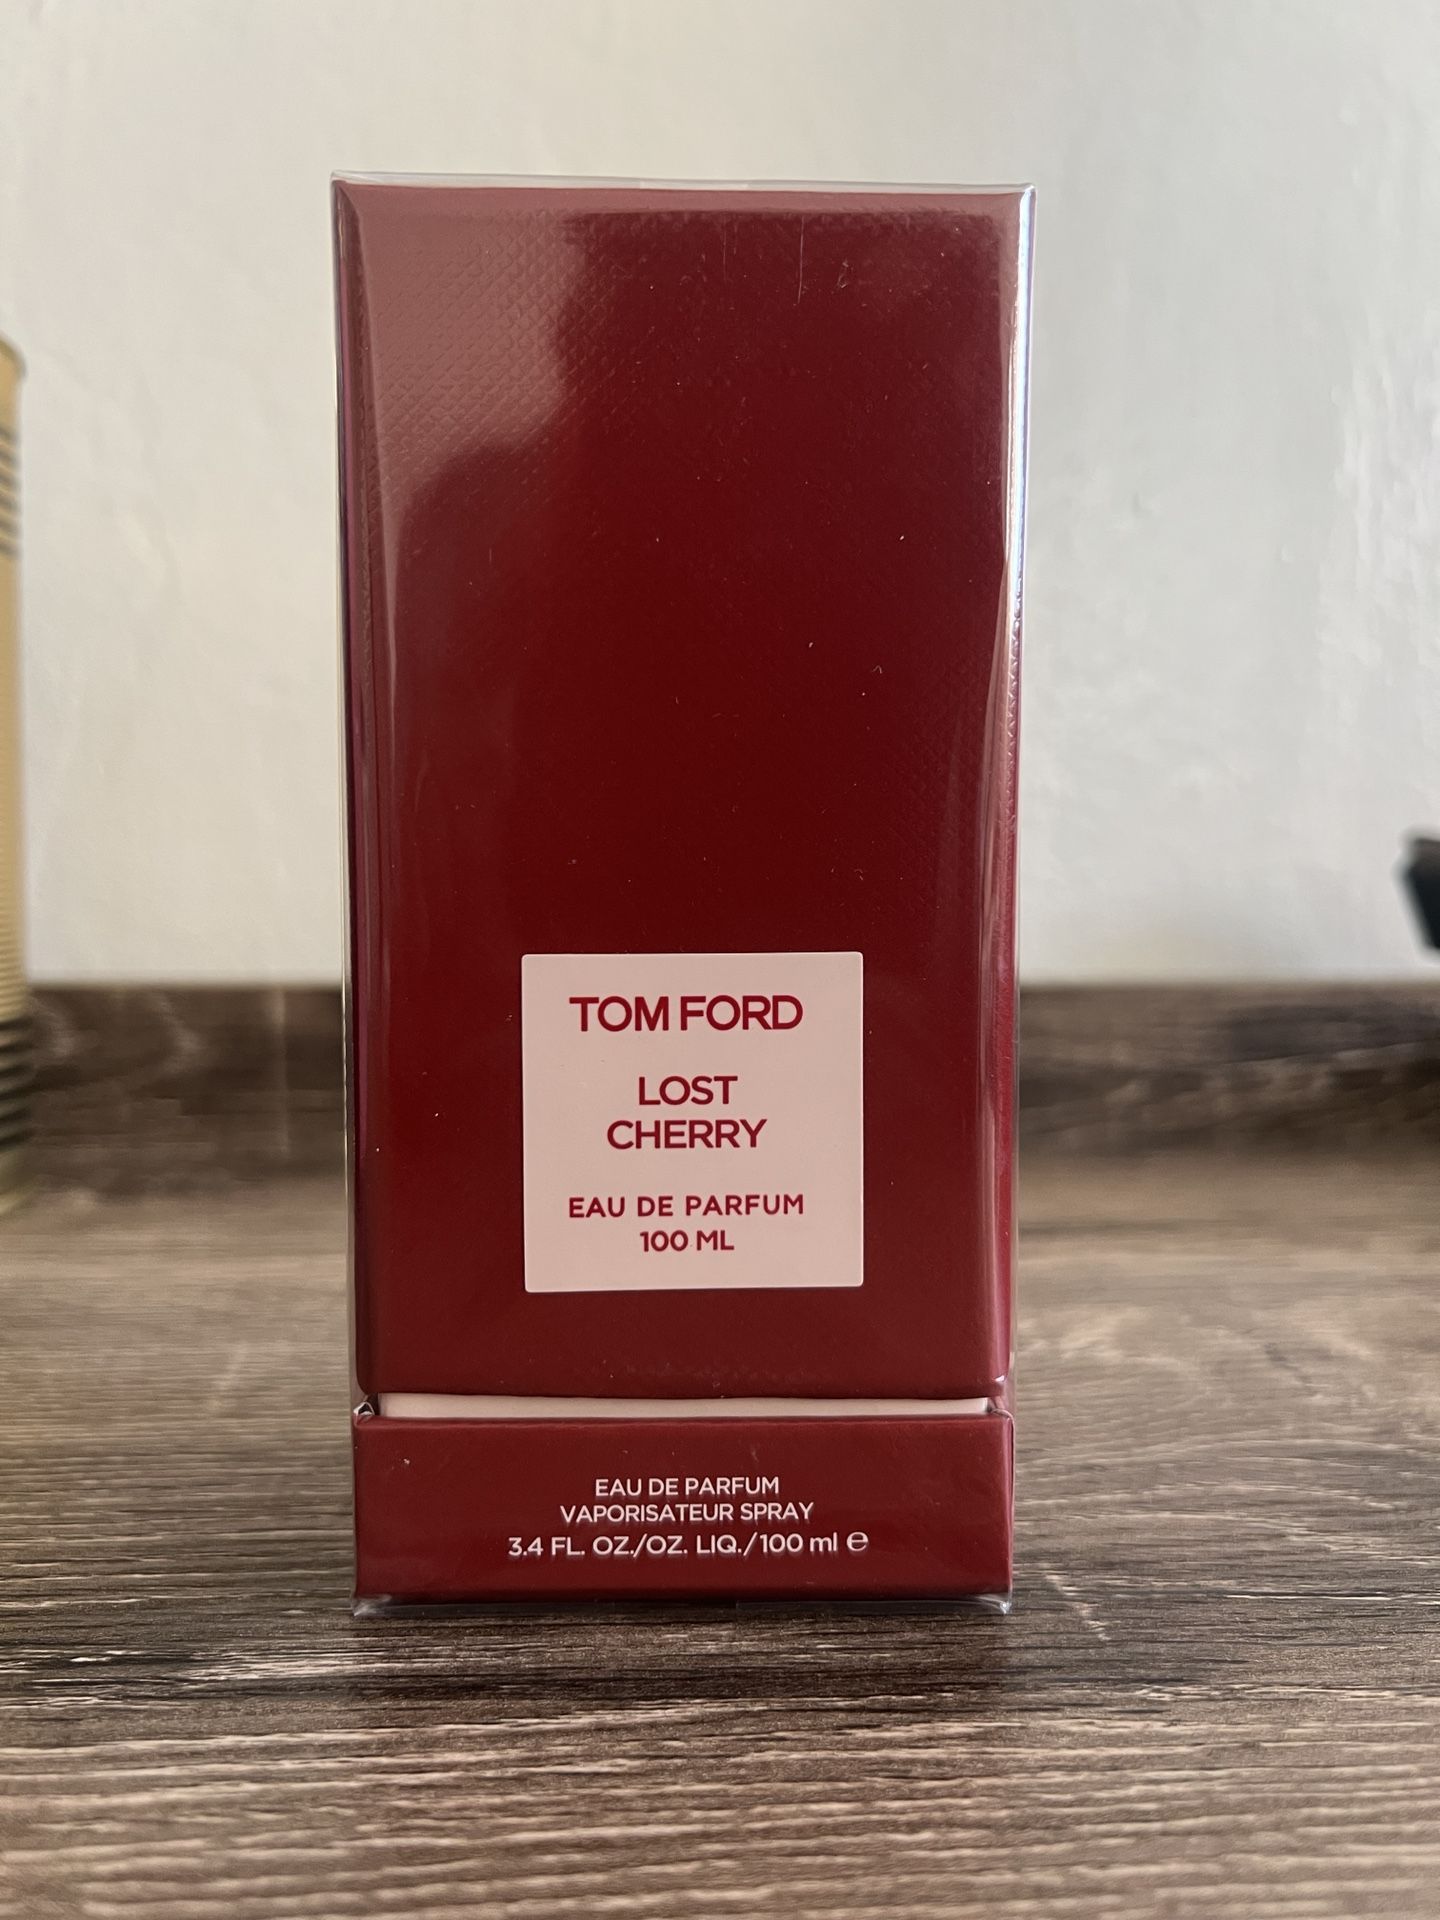 TOM FORD
LOST
CHERRY
EAU DE PARFUM
100 ML
EAU DE PARFUM
VAPORISATEUR SPRAY
3.4 FL. OZ./OZ. LIQ./100 ml ℮